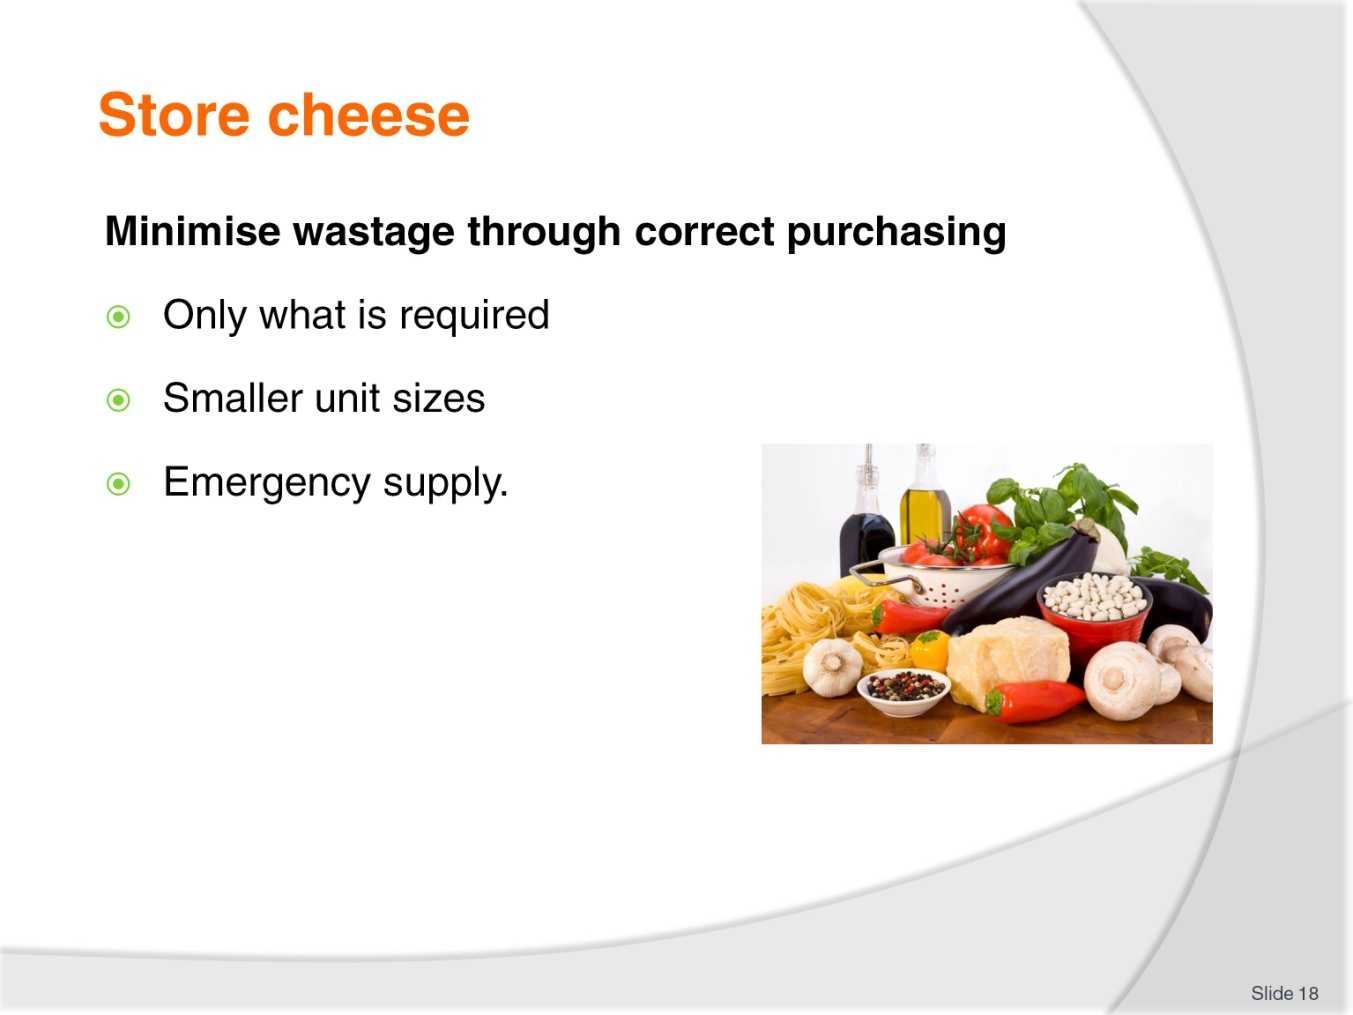 Store cheese
Minimise wastage through correct purchasing
Only what is required
Smaller unit sizes
Emergency supply.
Slide 18